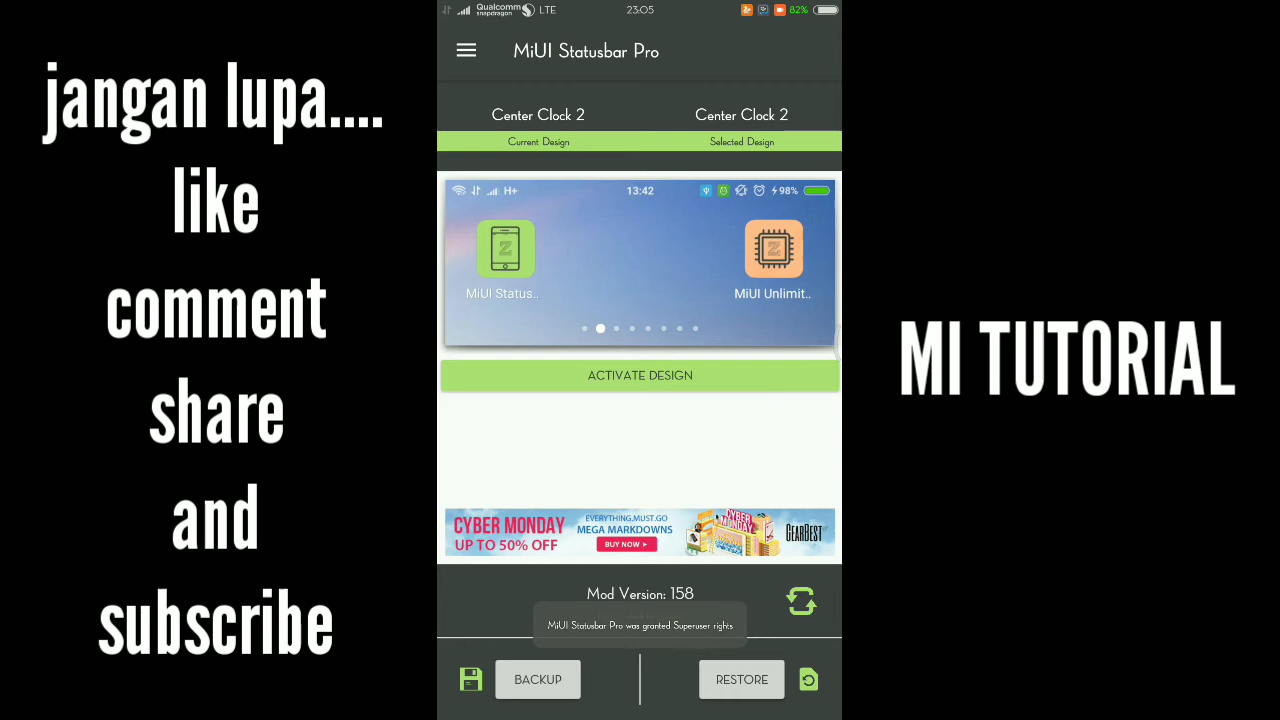 jangan lupa....
like
comment
share
and
subscribe
Qualcomm
snapdragon
LTE
23:05
82%
MiUI Statusbar Pro
Center Clock 2
Center Clock 2
Current Design
Selected Design
H+
13:42
98%
Z
Z
MiUI Status..
MiUI Unlimit..
ACTIVATE DESIGN
CYBER MONDAY
UP TO 50% OFF
EVERYTHING.MUST.GO
MEGA MARKDOWNS
BUY NOW
CYBER
MONDAY
GEARBEST
Mod Version: 158
MiUI Statusbar Pro was granted Superuser rights
BACKUP
RESTORE
MI TUTORIAL